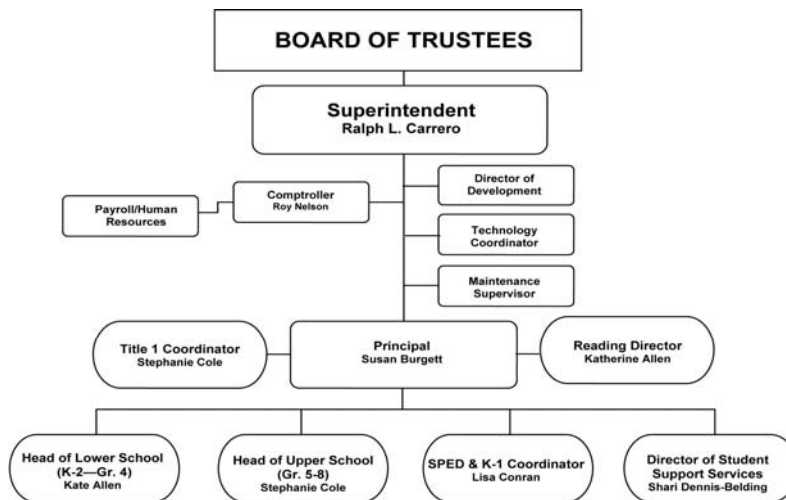 BOARD OF TRUSTEES
Superintendent
Ralph L. Carrero
Director of
Development
Comptroller
Roy Nelson
Payroll/Human
Resources
Technology
Coordinator
Maintenance
Supervisor
Title 1 Coordinator
Stephanie Cole
Principal
Susan Burgett
Reading Director
Katherine Allen
Head of Lower School
(K-2—Gr. 4)
Kate Allen
Head of Upper School
(Gr. 5-8)
Stephanie Cole
SPED & K-1 Coordinator
Lisa Conran
Director of Student
Support Services
Shari Dennis-Belding